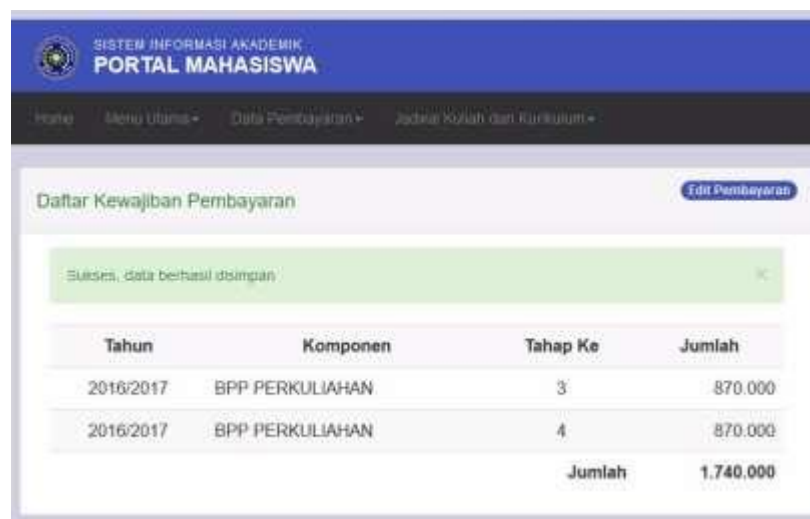 SISTEM INFORMASI AKADEMIK
PORTAL MAHASISWA
Home Menu Utama Data Pembayaran Jadwal Kuliah dan Kurikulum
Daftar Kewajiban Pembayaran Edit Pembayaran
Sukses, data berhasil disimpan ×
Tahun Komponen Tahap Ke Jumlah
2016/2017 BPP PERKULIAHAN 3 870.000
2016/2017 BPP PERKULIAHAN 4 870.000
Jumlah 1.740.000